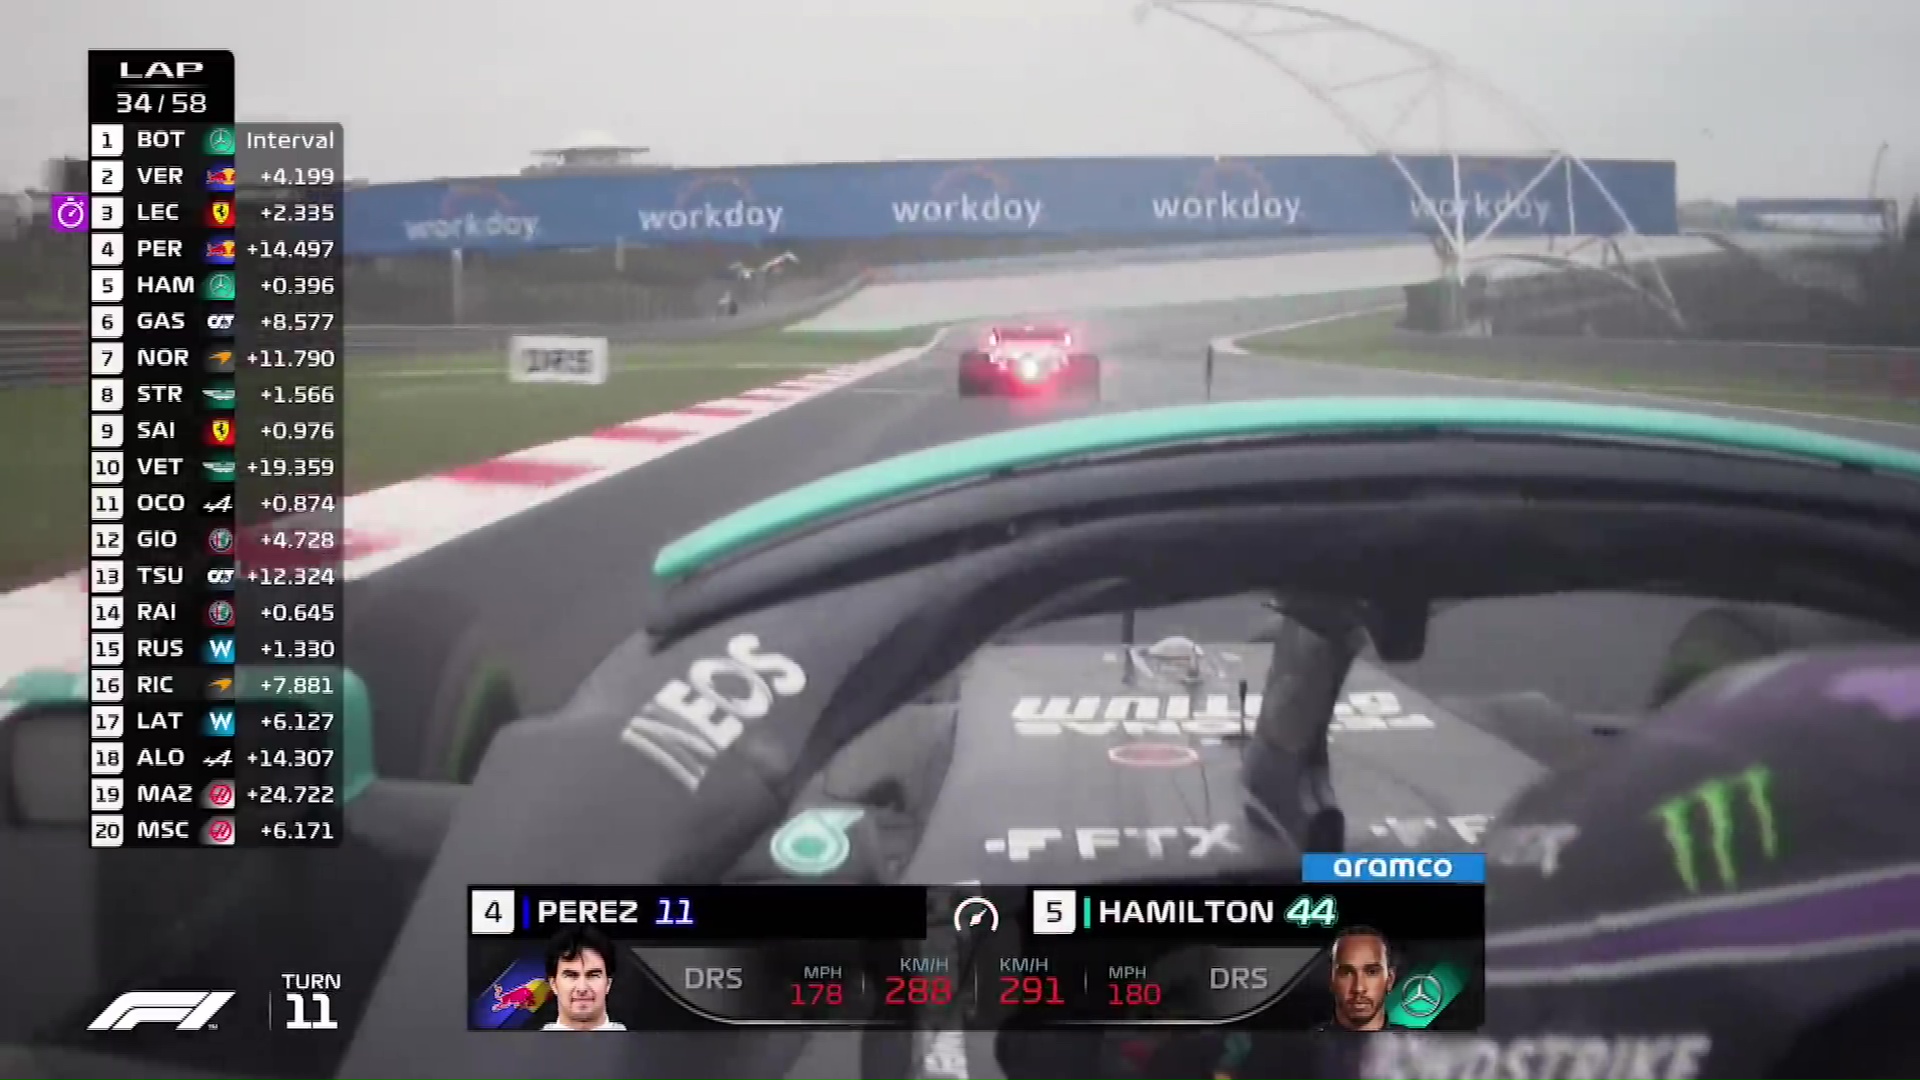 LAP
34/58
1 BOT Interval
2 VER +4.199
3 LEC +2.335
4 PER +14.497
5 HAM +0.396
6 GAS +8.577
7 NOR +11.790
8 STR +1.566
9 SAI +0.976
10 VET +19.359
11 OCO +0.874
12 GIO +4.728
13 TSU +12.324
14 RAI +0.645
15 RUS W +1.330
16 RIC +7.881
17 LAT W +6.127
18 ALO +14.307
19 MAZ +24.722
20 MSC +6.171
workday workday workday workday workday
DRS
INEOS
FFTX
aramco
4 PEREZ 11
5 HAMILTON 44
DRS MPH 178 KM/H 288 KM/H 291 MPH 180 DRS
F1 TURN 11